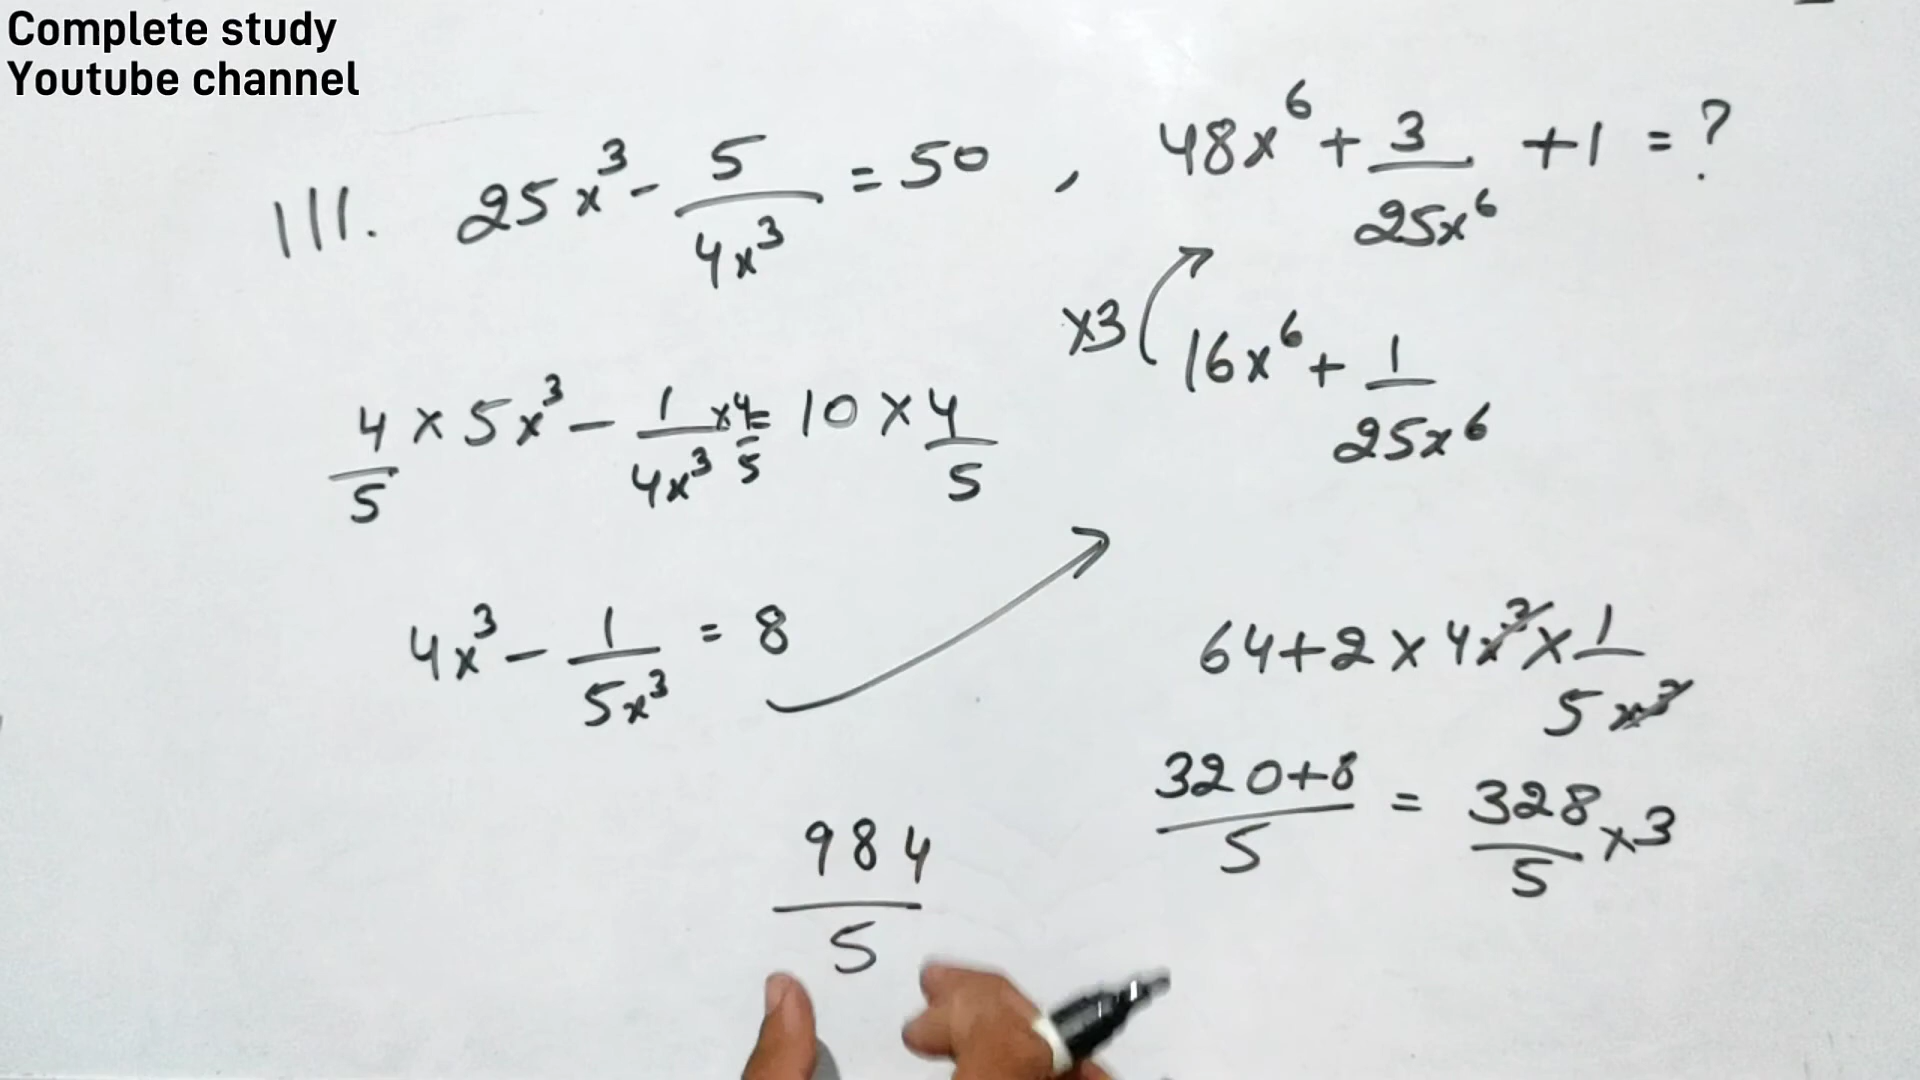 Complete study
Youtube channel
111. 25x³ - 5/4x³ = 50 , 48x⁶ + 3/25x⁶ + 1 = ?
×3 16x⁶ + 1/25x⁶
4/5 × 5x³ - 1/4x³ ×4/5 = 10 × 4/5
4x³ - 1/5x³ = 8
64 + 2 × 4x³ × 1/5x³
320+8/5 = 328/5 ×3
984/5